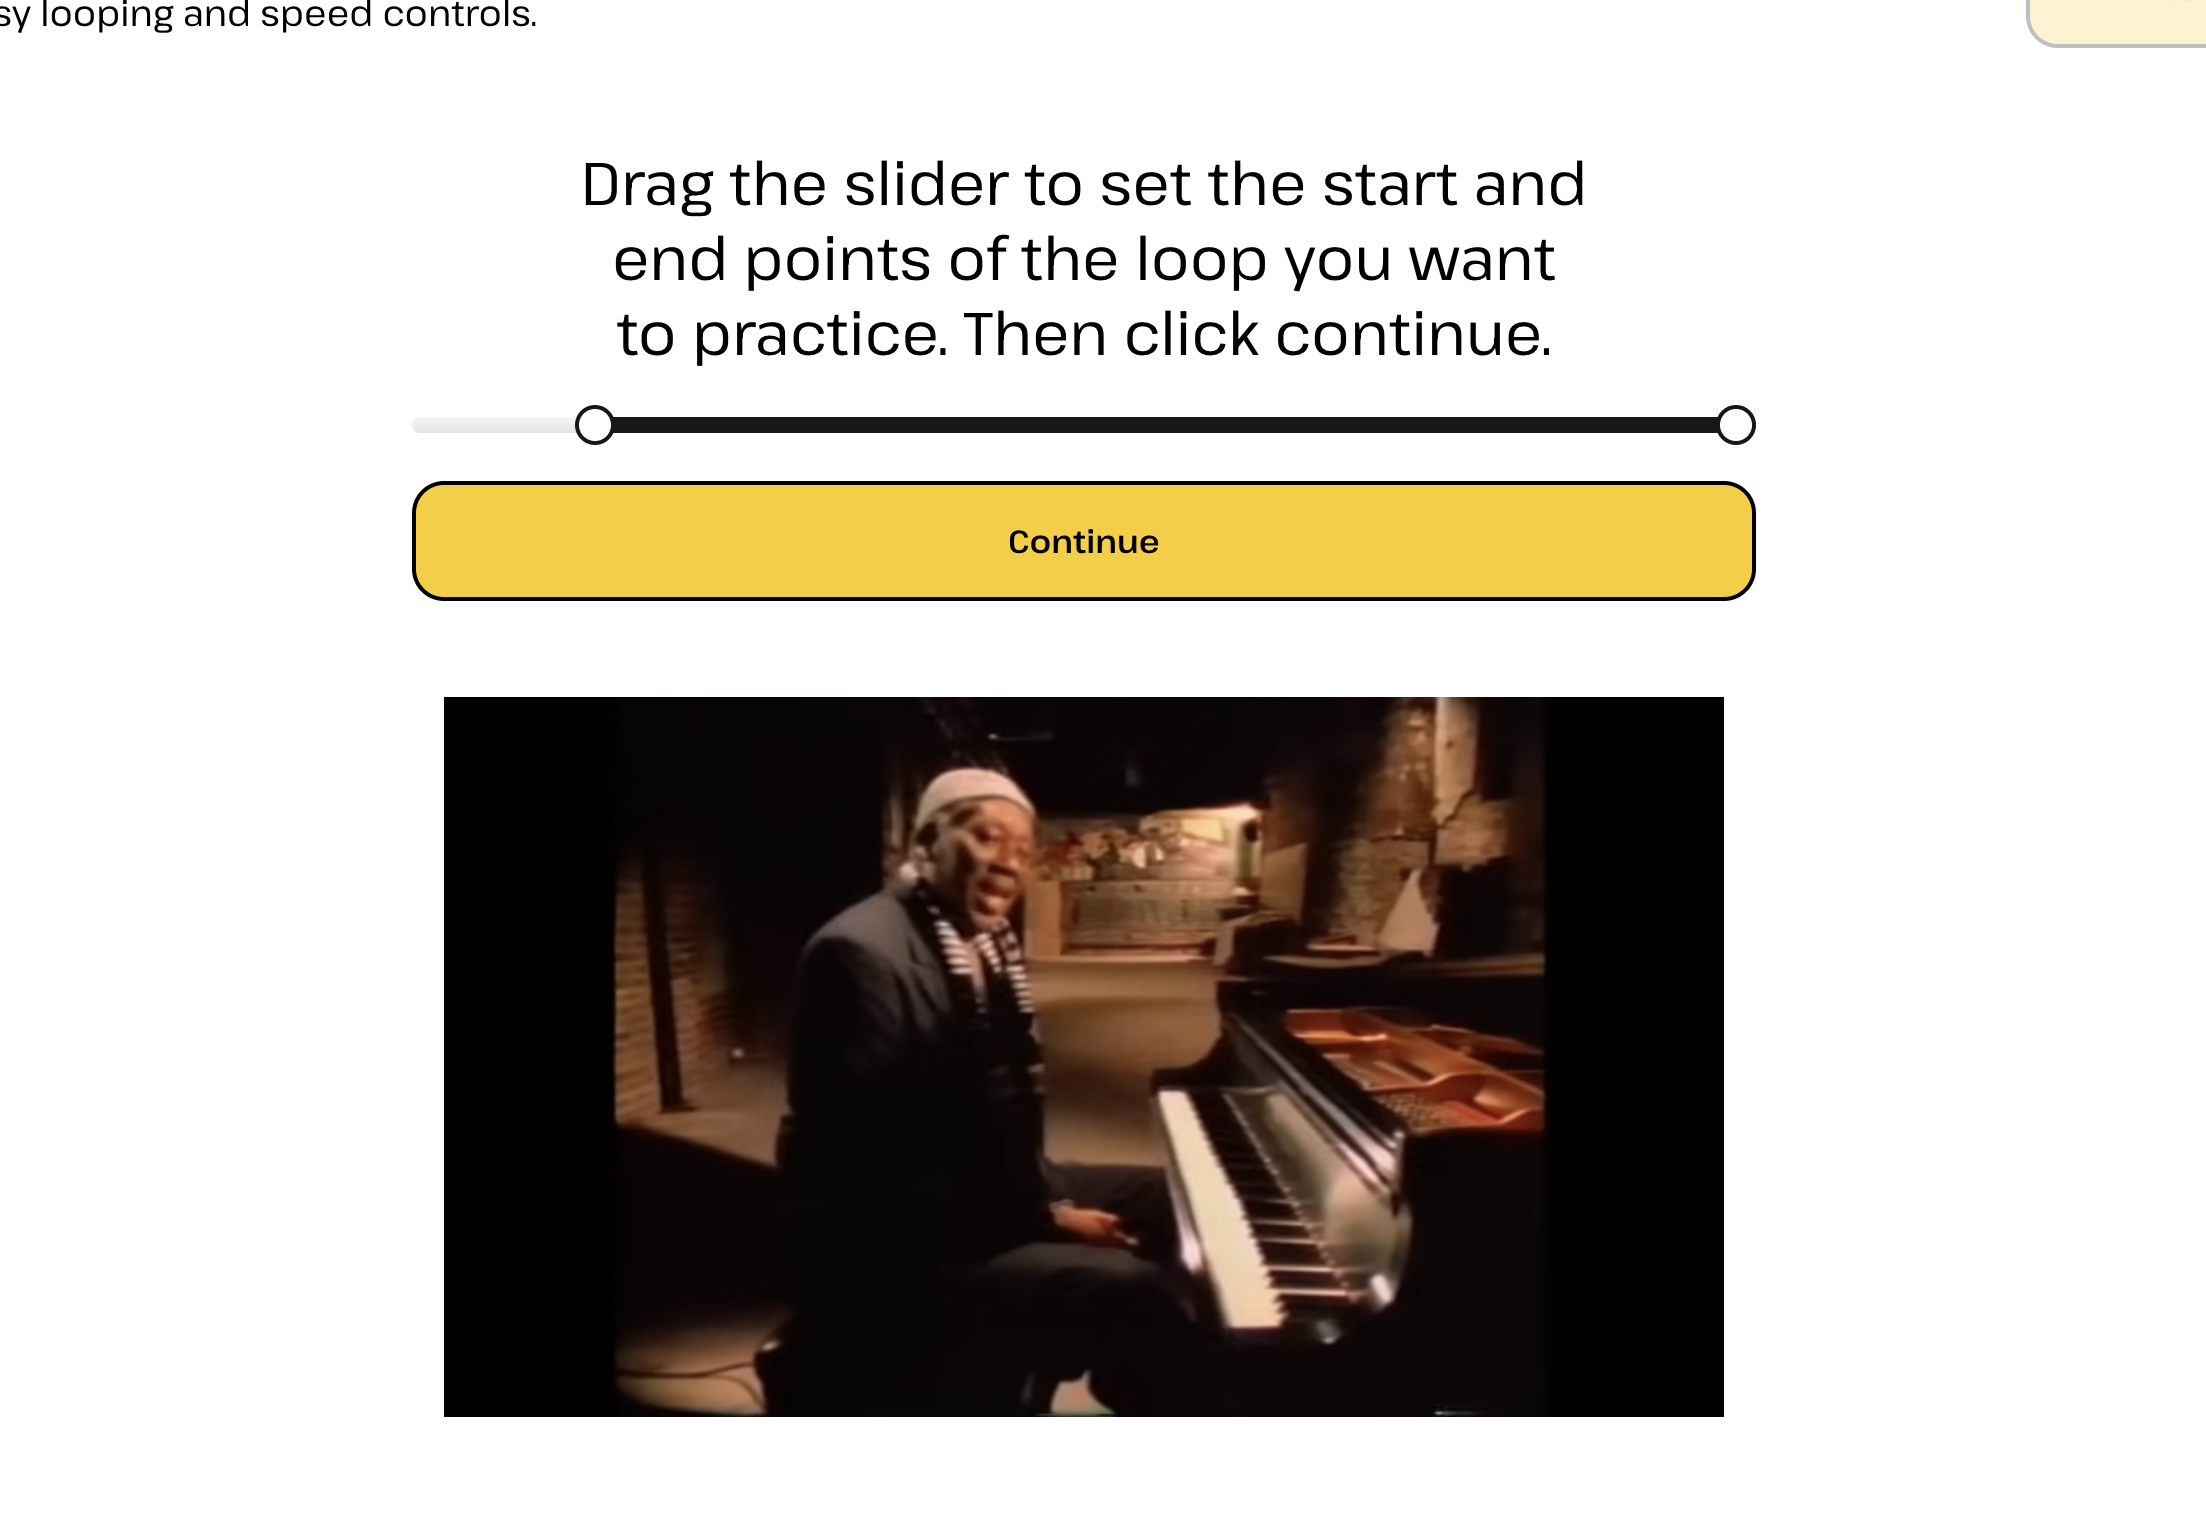 sy looping and speed controls.
Drag the slider to set the start and
end points of the loop you want
to practice. Then click continue.
Continue